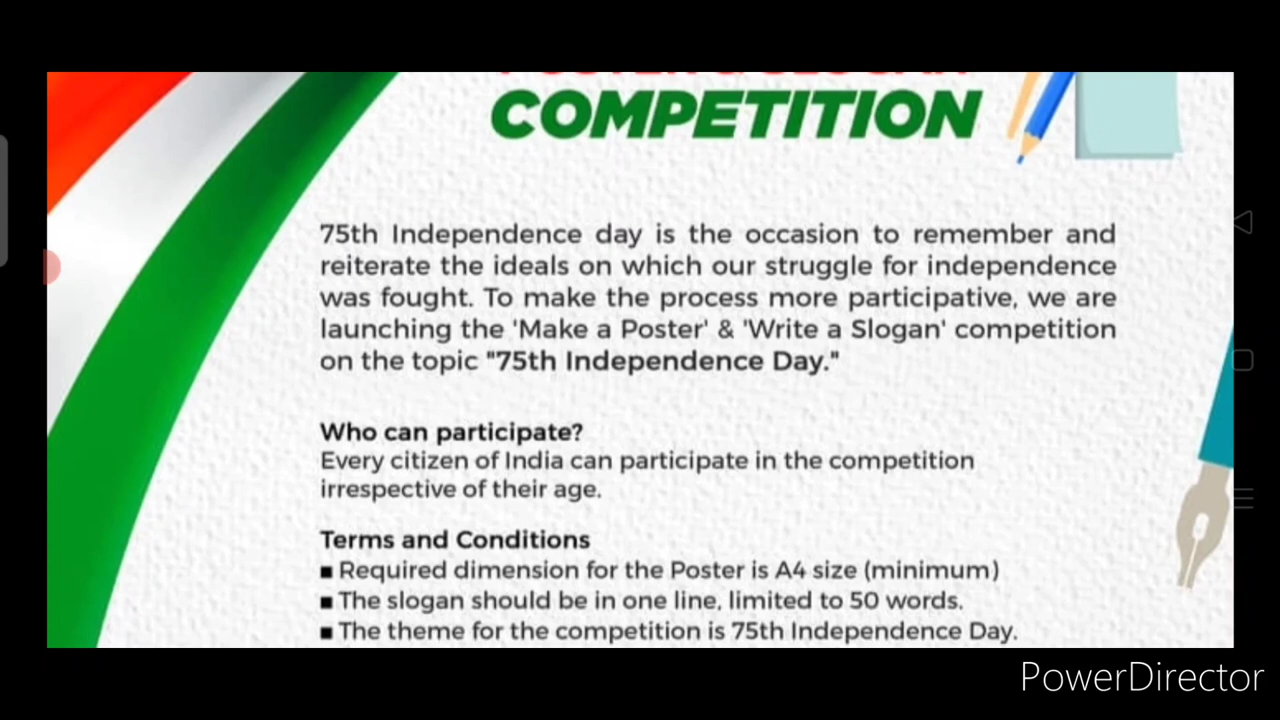 COMPETITION
75th Independence day is the occasion to remember and
reiterate the ideals on which our struggle for independence
was fought. To make the process more participative, we are
launching the 'Make a Poster' & 'Write a Slogan' competition
on the topic "75th Independence Day."
Who can participate?
Every citizen of India can participate in the competition
irrespective of their age.
Terms and Conditions
▪ Required dimension for the Poster is A4 size (minimum)
▪ The slogan should be in one line, limited to 50 words.
▪ The theme for the competition is 75th Independence Day.
PowerDirector